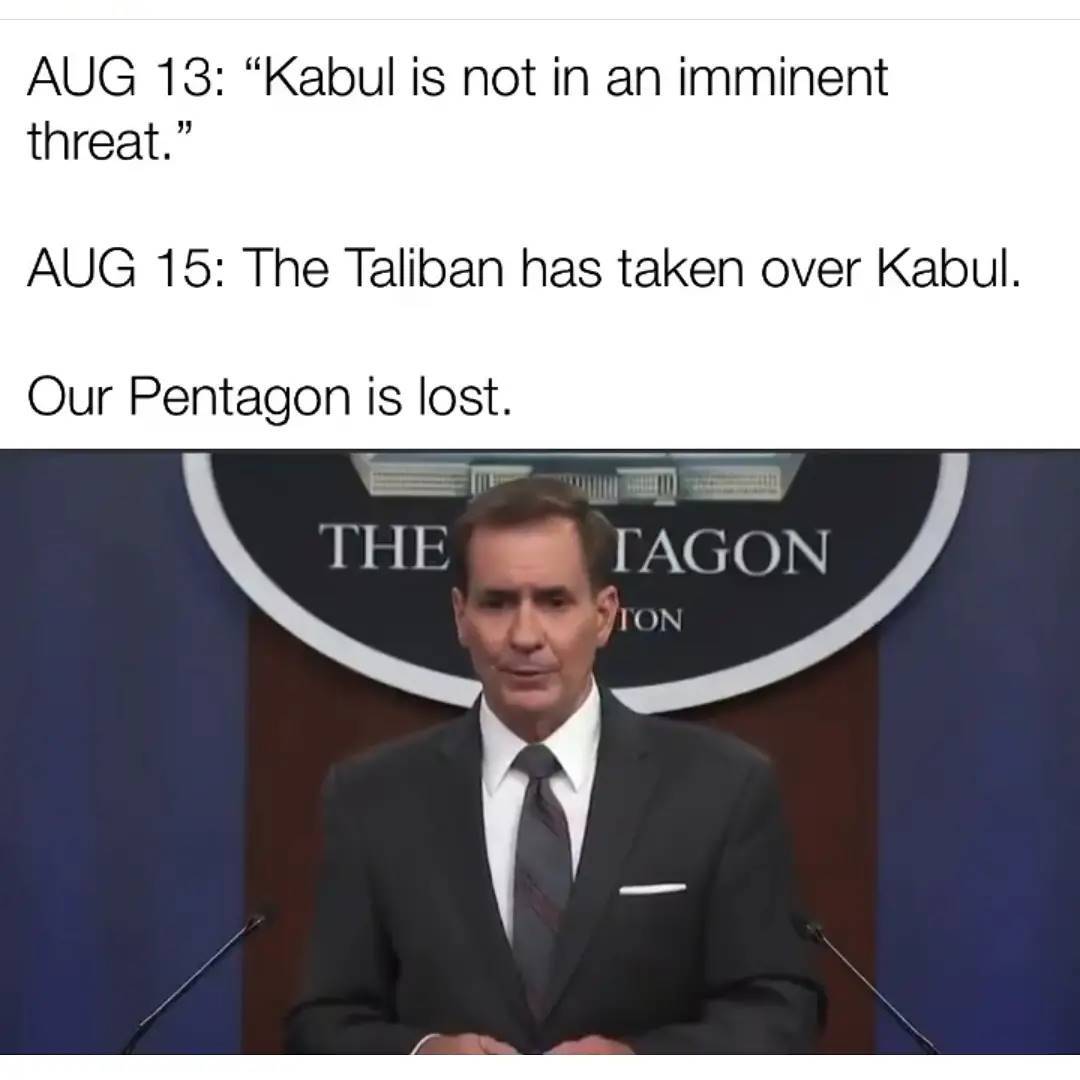 AUG 13: “Kabul is not in an imminent
threat.”
AUG 15: The Taliban has taken over Kabul.
Our Pentagon is lost.
THE TAGON
TON